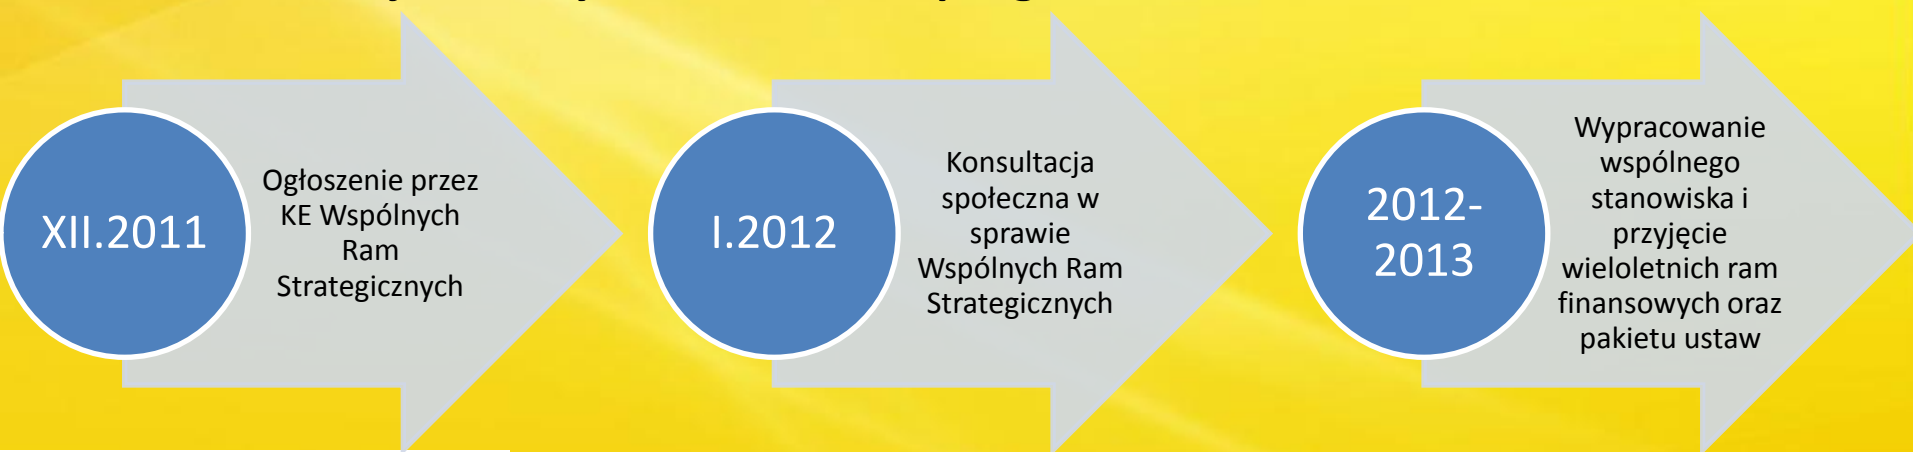 XII.2011
Ogłoszenie przez
KE Wspólnych
Ram
Strategicznych
I.2012
Konsultacja
społeczna w
sprawie
Wspólnych Ram
Strategicznych
2012-
2013
Wypracowanie
wspólnego
stanowiska i
przyjęcie
wieloletnich ram
finansowych oraz
pakietu ustaw